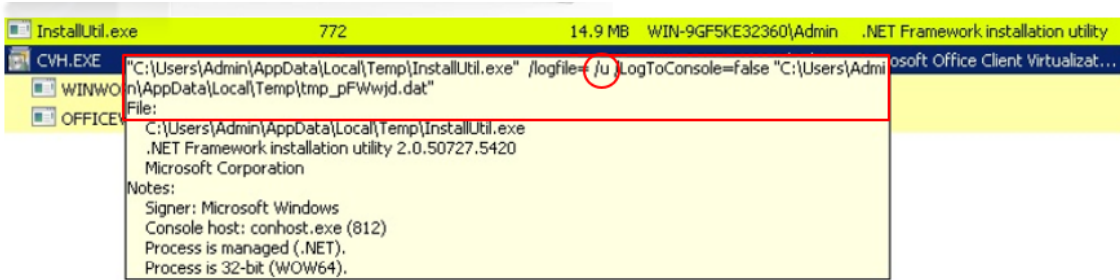 InstallUtil.exe 772 14.9 MB WIN-9GF5KE32360\Admin .NET Framework installation utility
CVH.EXE osoft Office Client Virtualizat...
WINWO
OFFICEV
"C:\Users\Admin\AppData\Local\Temp\InstallUtil.exe" /logfile= /u /LogToConsole=false "C:\Users\Admi
n\AppData\Local\Temp\tmp_pFWwjd.dat"
File:
C:\Users\Admin\AppData\Local\Temp\InstallUtil.exe
.NET Framework installation utility 2.0.50727.5420
Microsoft Corporation
Notes:
Signer: Microsoft Windows
Console host: conhost.exe (812)
Process is managed (.NET).
Process is 32-bit (WOW64).